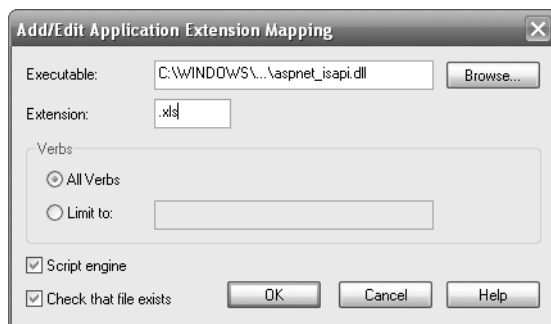 Add/Edit Application Extension Mapping
Executable: C:\WINDOWS\...\aspnet_isapi.dll Browse...
Extension: .xls
Verbs
All Verbs
Limit to:
Script engine
Check that file exists OK Cancel Help